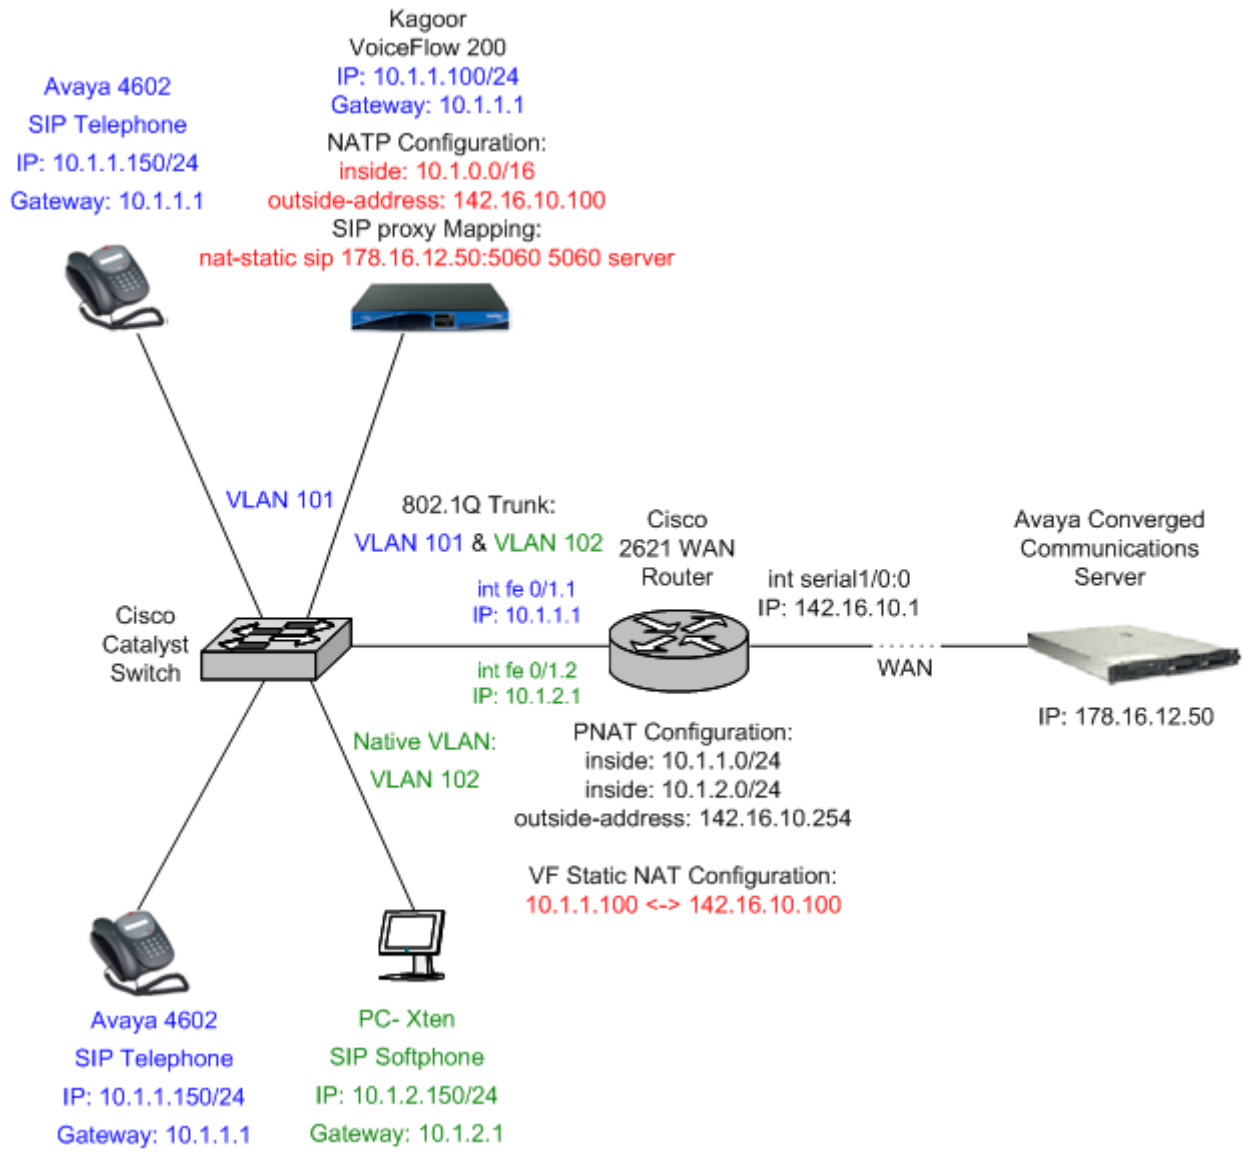 Kagoor
VoiceFlow 200
IP: 10.1.1.100/24
Gateway: 10.1.1.1
NATP Configuration:
inside: 10.1.0.0/16
outside-address: 142.16.10.100
SIP proxy Mapping:
nat-static sip 178.16.12.50:5060 5060 server
Avaya 4602
SIP Telephone
IP: 10.1.1.150/24
Gateway: 10.1.1.1
VLAN 101
802.1Q Trunk:
VLAN 101 & VLAN 102
int fe 0/1.1
IP: 10.1.1.1
int fe 0/1.2
IP: 10.1.2.1
Cisco
2621 WAN
Router
int serial1/0:0
IP: 142.16.10.1
WAN
Avaya Converged
Communications
Server
IP: 178.16.12.50
Cisco
Catalyst
Switch
Native VLAN:
VLAN 102
PNAT Configuration:
inside: 10.1.1.0/24
inside: 10.1.2.0/24
outside-address: 142.16.10.254
VF Static NAT Configuration:
10.1.1.100 <-> 142.16.10.100
Avaya 4602
SIP Telephone
IP: 10.1.1.150/24
Gateway: 10.1.1.1
PC- Xten
SIP Softphone
IP: 10.1.2.150/24
Gateway: 10.1.2.1